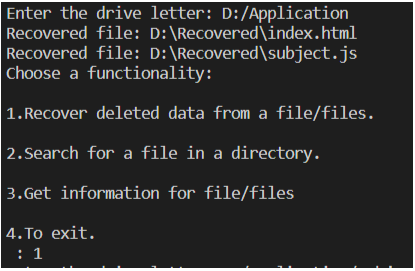 Enter the drive letter: D:/Application
Recovered file: D:\Recovered\index.html
Recovered file: D:\Recovered\subject.js
Choose a functionality:
1.Recover deleted data from a file/files.
2.Search for a file in a directory.
3.Get information for file/files
4.To exit.
: 1